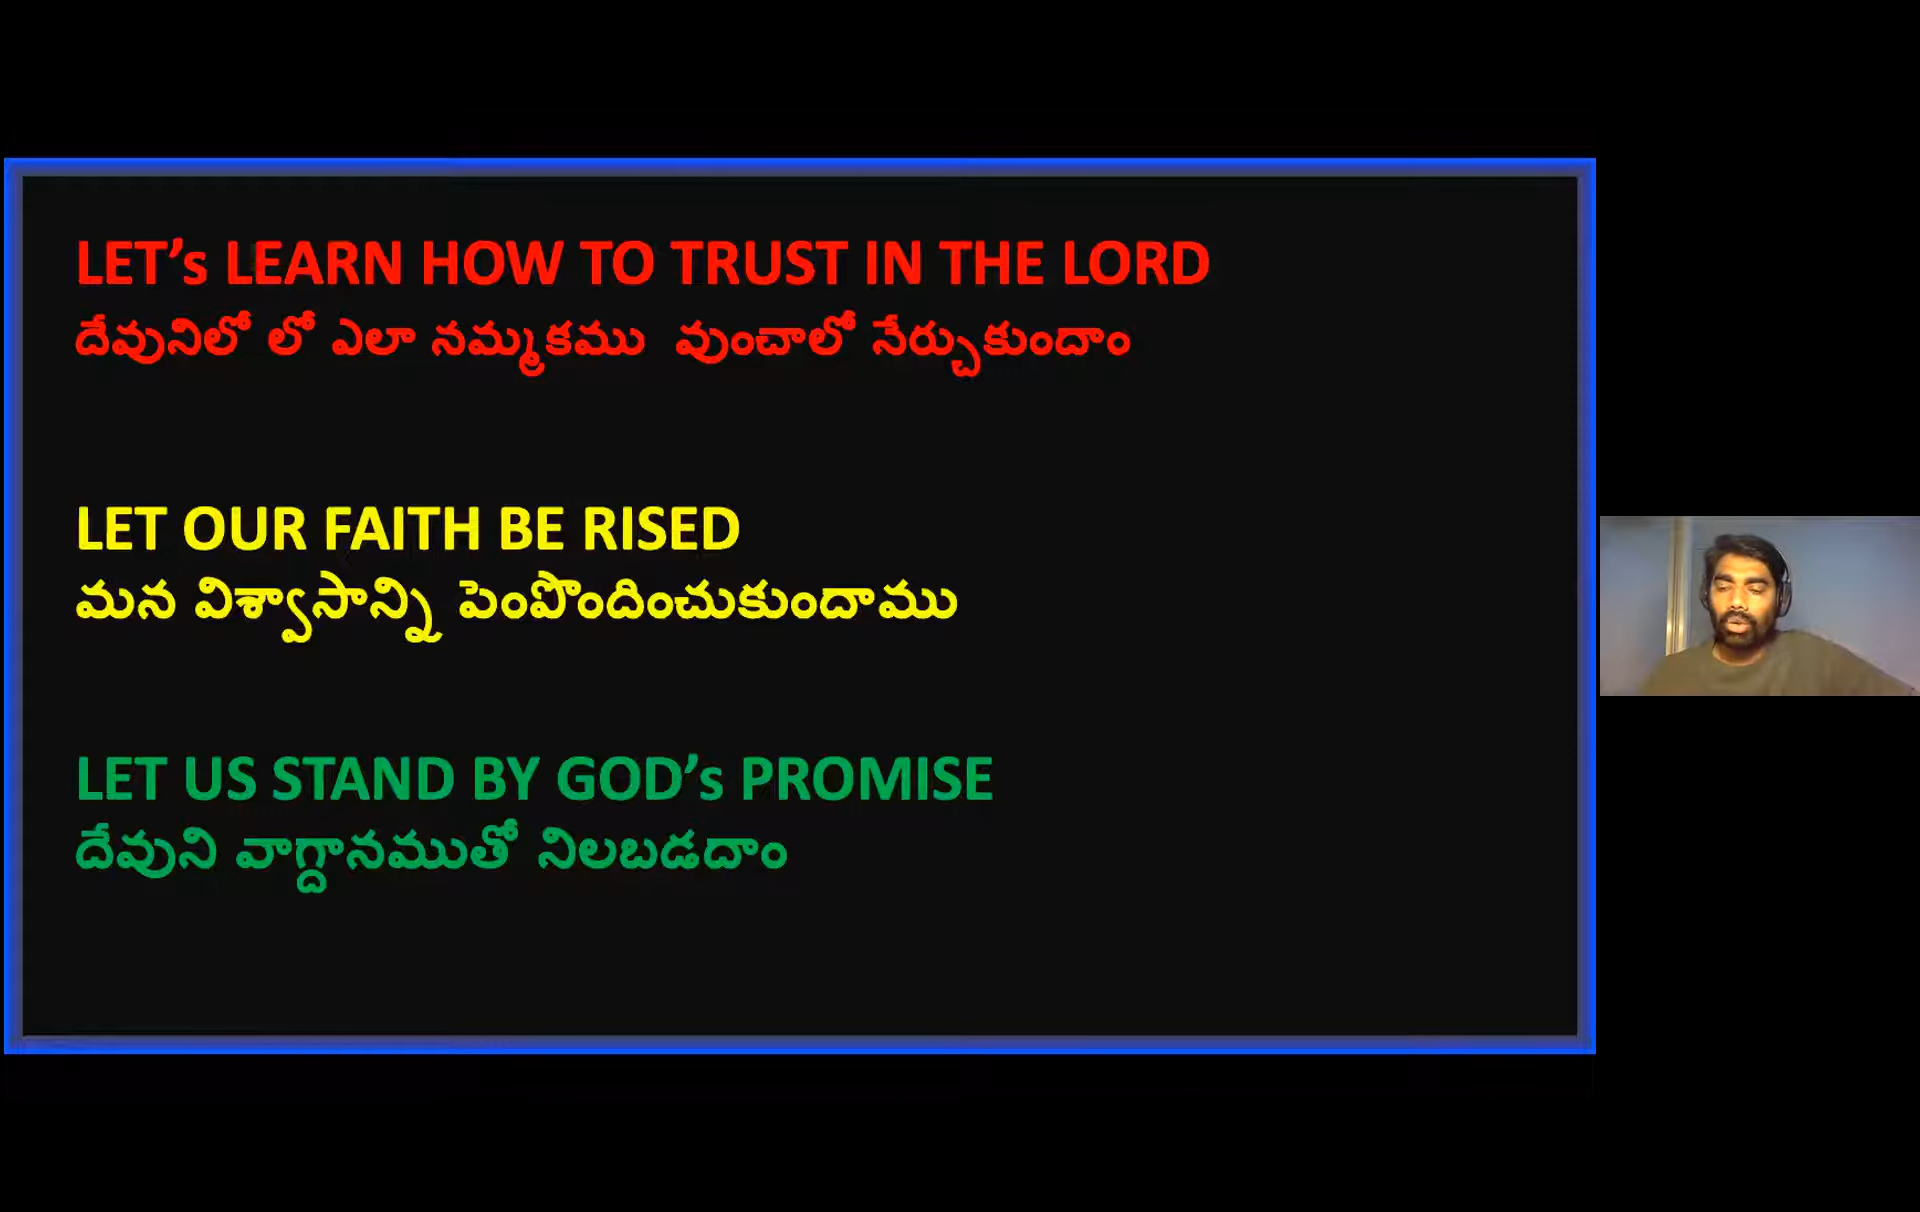 LET’s LEARN HOW TO TRUST IN THE LORD
దేవునిలో లో ఎలా నమ్మకము వుంచాలో నేర్చుకుందాం
LET OUR FAITH BE RISED
మన విశ్వాసాన్ని పెంపొందించుకుందాము
LET US STAND BY GOD’s PROMISE
దేవుని వాగ్దానముతో నిలబడదాం